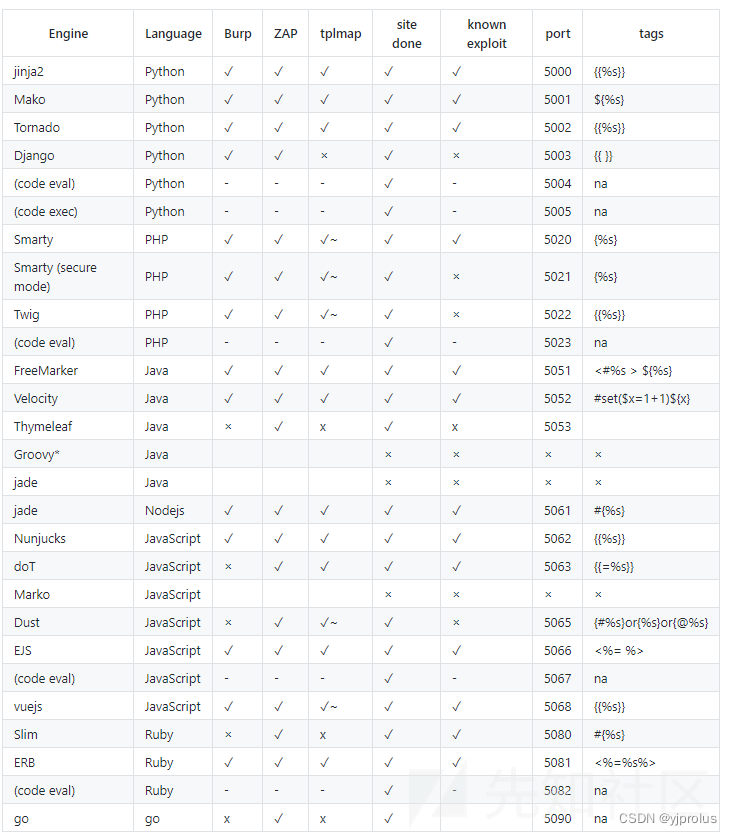 Engine Language Burp ZAP tplmap site done known exploit port tags
jinja2 Python ✓ ✓ ✓ ✓ ✓ 5000 {{%s}}
Mako Python ✓ ✓ ✓ ✓ ✓ 5001 ${%s}
Tornado Python ✓ ✓ ✓ ✓ ✓ 5002 {{%s}}
Django Python ✓ ✓ × ✓ × 5003 {{ }}
(code eval) Python - - - ✓ - 5004 na
(code exec) Python - - - ✓ - 5005 na
Smarty PHP ✓ ✓ ✓~ ✓ ✓ 5020 {%s}
Smarty (secure mode) PHP ✓ ✓ ✓~ ✓ × 5021 {%s}
Twig PHP ✓ ✓ ✓~ ✓ × 5022 {{%s}}
(code eval) PHP - - - ✓ - 5023 na
FreeMarker Java ✓ ✓ ✓ ✓ ✓ 5051 <#%s > ${%s}
Velocity Java ✓ ✓ ✓ ✓ ✓ 5052 #set($x=1+1)${x}
Thymeleaf Java × ✓ x ✓ x 5053
Groovy* Java × × × ×
jade Java × × × ×
jade Nodejs ✓ ✓ ✓ ✓ ✓ 5061 #{%s}
Nunjucks JavaScript ✓ ✓ ✓ ✓ ✓ 5062 {{%s}}
doT JavaScript × ✓ ✓ ✓ ✓ 5063 {{=%s}}
Marko JavaScript × × × ×
Dust JavaScript × ✓ ✓~ ✓ × 5065 {#%s}or{%s}or{@%s}
EJS JavaScript ✓ ✓ ✓ ✓ ✓ 5066 <%= %>
(code eval) JavaScript - - - ✓ - 5067 na
vuejs JavaScript ✓ ✓ ✓~ ✓ ✓ 5068 {{%s}}
Slim Ruby × ✓ x ✓ ✓ 5080 #{%s}
ERB Ruby ✓ ✓ ✓ ✓ ✓ 5081 <%=%s%>
(code eval) Ruby - - - ✓ - 5082 na
go go x ✓ x ✓ 5090 na
先知社区
CSDN @yjprolus